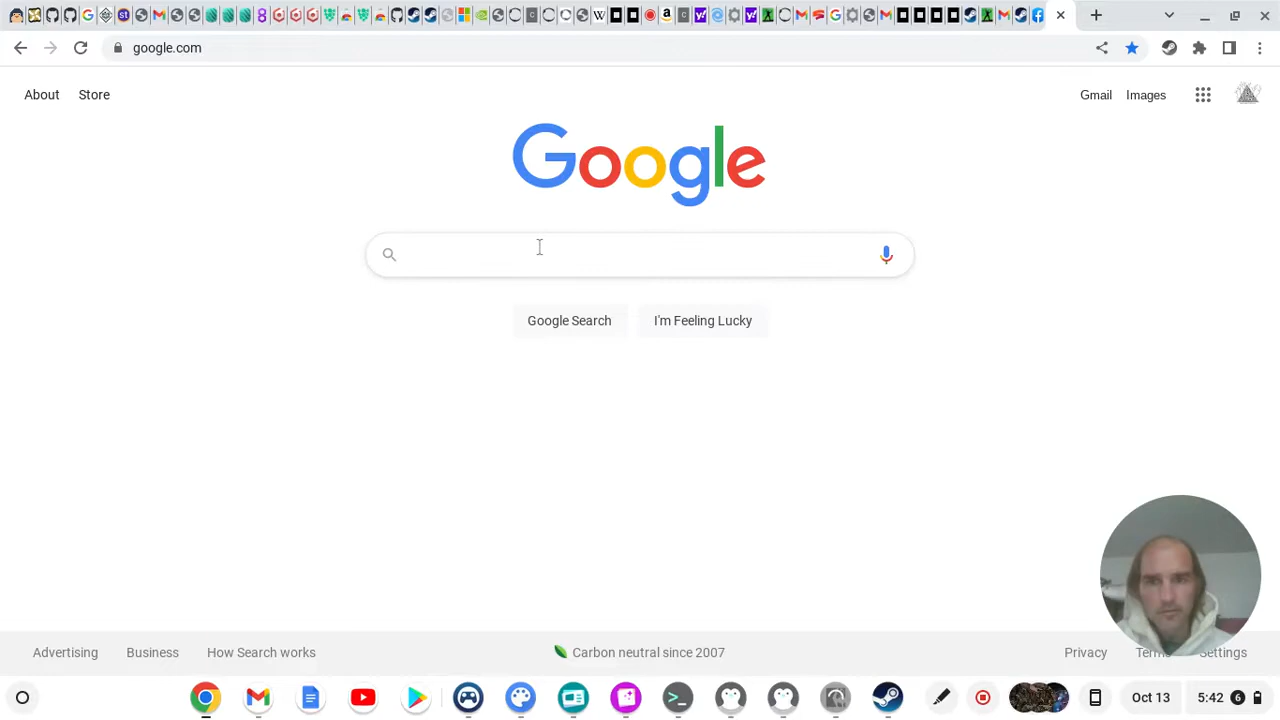 google.com
About Store
Gmail Images
Google
Google Search I'm Feeling Lucky
Advertising Business How Search works
Carbon neutral since 2007
Privacy Terms Settings
Oct 13 5:42 6